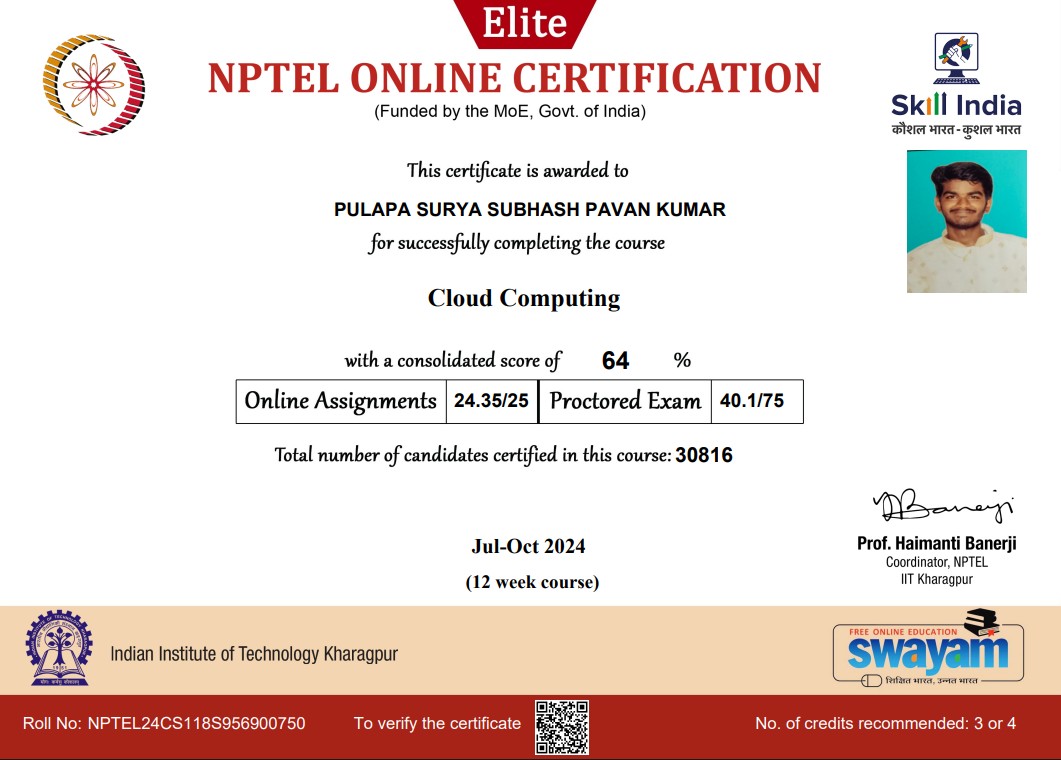 Elite
NPTEL ONLINE CERTIFICATION
(Funded by the MoE, Govt. of India)
Skill India
कौशल भारत - कुशल भारत
This certificate is awarded to
PULAPA SURYA SUBHASH PAVAN KUMAR
for successfully completing the course
Cloud Computing
with a consolidated score of 64 %
Online Assignments 24.35/25 Proctored Exam 40.1/75
Total number of candidates certified in this course: 30816
Jul-Oct 2024
(12 week course)
Prof. Haimanti Banerji
Coordinator, NPTEL
IIT Kharagpur
Indian Institute of Technology Kharagpur
FREE ONLINE EDUCATION
swayam
शिक्षित भारत, उन्नत भारत
Roll No: NPTEL24CS118S956900750 To verify the certificate No. of credits recommended: 3 or 4